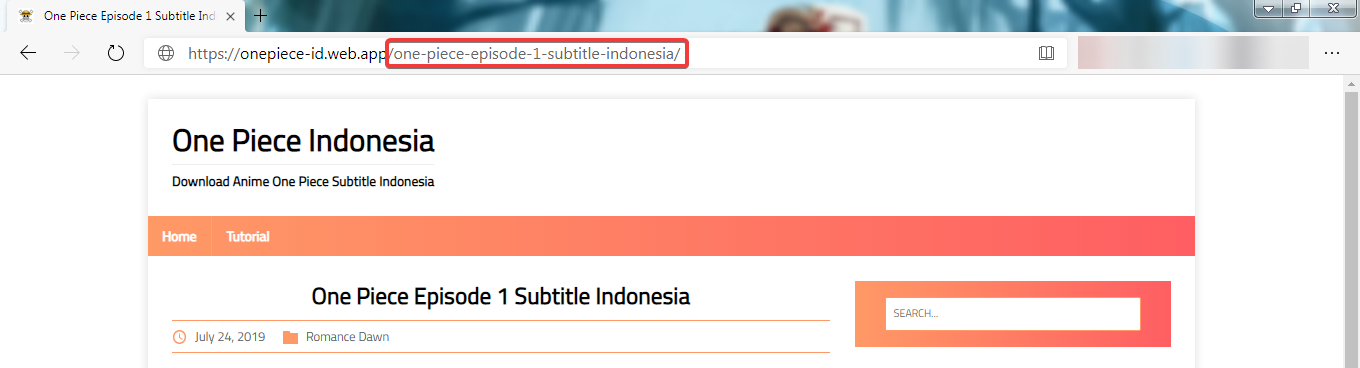 One Piece Episode 1 Subtitle Ind
https://onepiece-id.web.app/one-piece-episode-1-subtitle-indonesia/
One Piece Indonesia
Download Anime One Piece Subtitle Indonesia
Home Tutorial
One Piece Episode 1 Subtitle Indonesia
SEARCH...
July 24, 2019 Romance Dawn